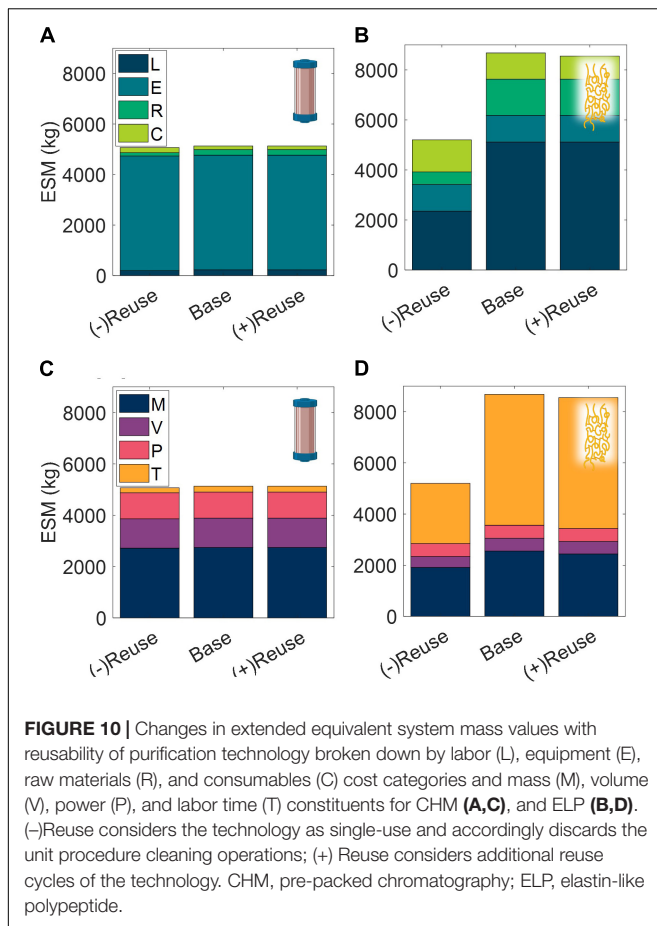 A
B
ESM (kg)
8000
6000
4000
2000
0
L
E
R
C
(-)Reuse
Base
(+)Reuse
ESM (kg)
8000
6000
4000
2000
0
(-)Reuse
Base
(+)Reuse
C
D
ESM (kg)
8000
6000
4000
2000
0
M
V
P
T
(-)Reuse
Base
(+)Reuse
8000
6000
4000
2000
0
(-)Reuse
Base
(+)Reuse
FIGURE 10 | Changes in extended equivalent system mass values with
reusability of purification technology broken down by labor (L), equipment (E),
raw materials (R), and consumables (C) cost categories and mass (M), volume
(V), power (P), and labor time (T) constituents for CHM (A,C), and ELP (B,D).
(–)Reuse considers the technology as single-use and accordingly discards the
unit procedure cleaning operations; (+) Reuse considers additional reuse
cycles of the technology. CHM, pre-packed chromatography; ELP, elastin-like
polypeptide.